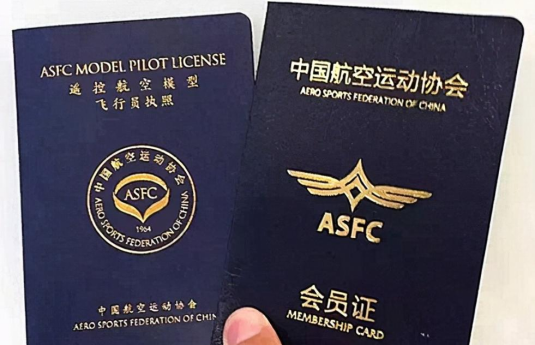 ASFC MODEL PILOT LICENSE
遥控航空模型
飞行员执照
中国航空运动协会
ASFC
1964
AERO SPORTS FEDERATION OF CHINA
中国航空运动协会
AERO SPORTS FEDERATION OF CHIN
中国航空运动协会
AERO SPORTS FEDERATION OF CHINA
ASFC
会员证
MEMBERSHIP CARD